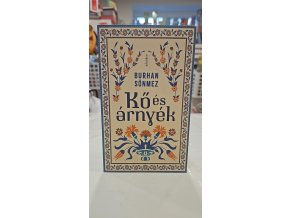 BURHAN
SÖNMEZ
Kő és
árnyék